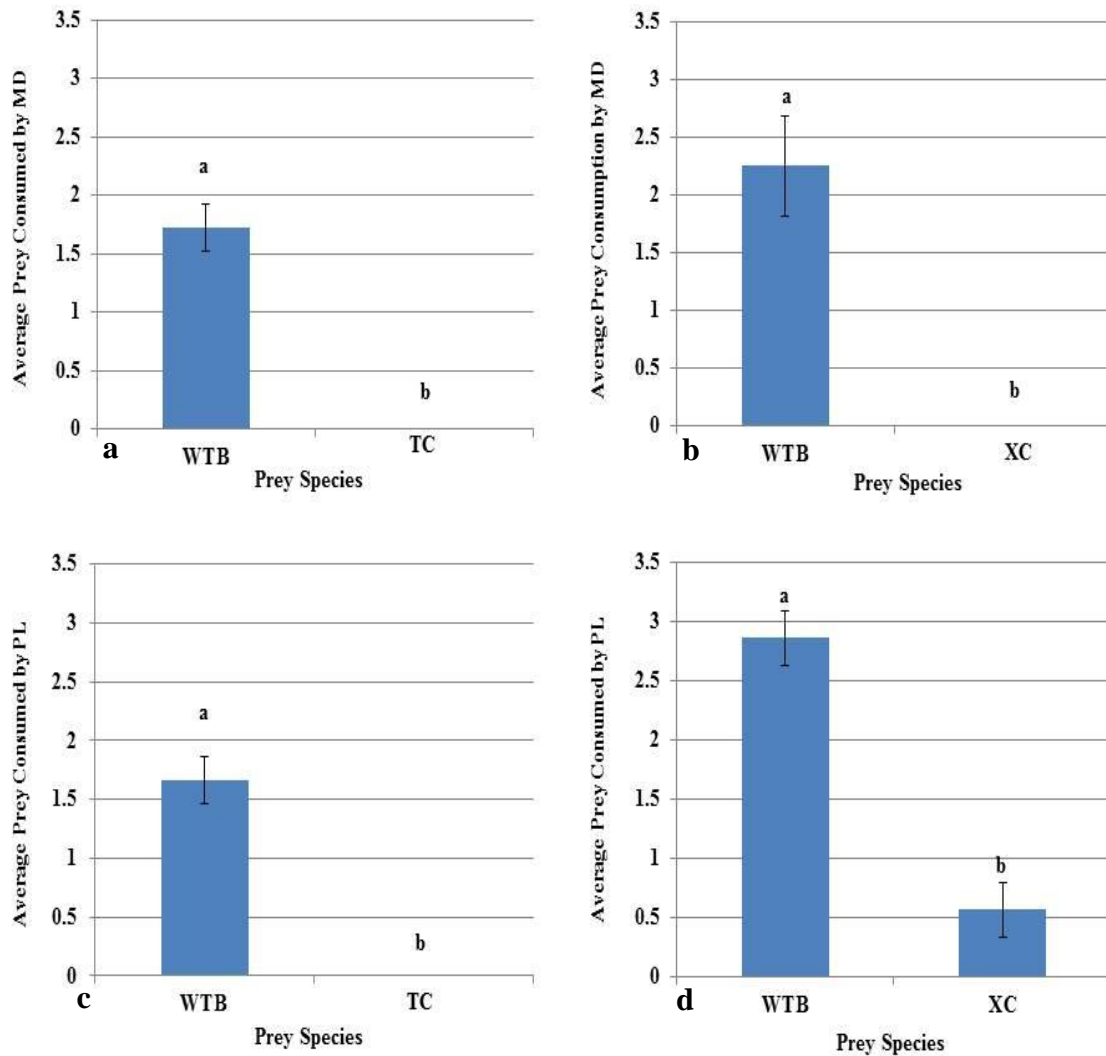 Average Prey Consumed by MD
3.5
3
2.5
2
1.5
1
0.5
0
a
b
a
WTB
TC
Prey Species
Average Prey Consumption by MD
3.5
3
2.5
2
1.5
1
0.5
0
a
b
b
WTB
XC
Prey Species
Average Prey Consumed by PL
3.5
3
2.5
2
1.5
1
0.5
0
a
b
c
WTB
TC
Prey Species
Average Prey Consumed by PL
3.5
3
2.5
2
1.5
1
0.5
0
a
b
d
WTB
XC
Prey Species